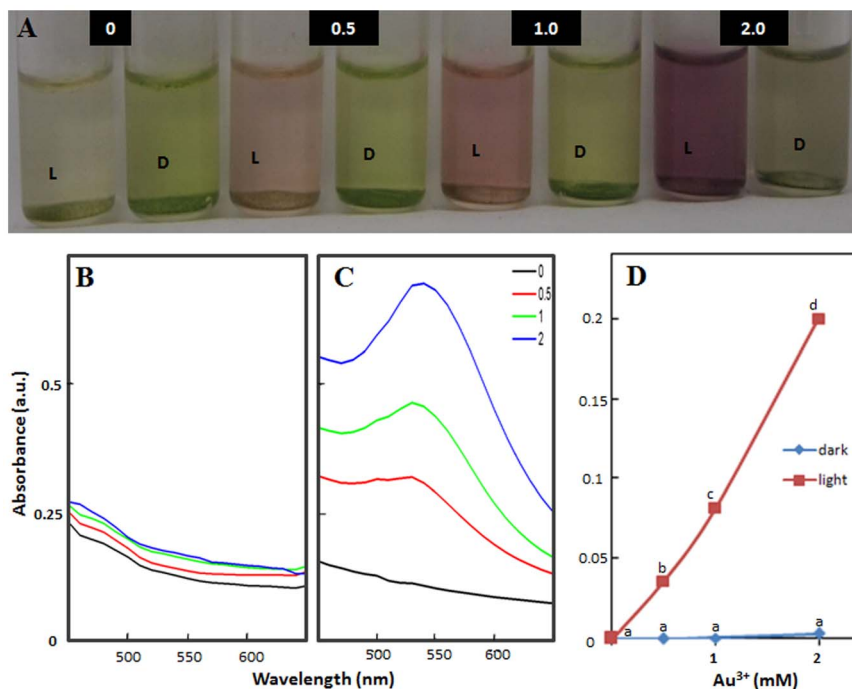 A 0 0.5 1.0 2.0
L D L D L D L D
B C D
0
0.5
1
2
0.5
0.25
0
Absorbance (a.u.)
500 550 600 500 550 600
Wavelength (nm)
0.2
0.15
0.1
0.05
0
d
c
b
a a a a
dark
light
1 2
Au³⁺ (mM)